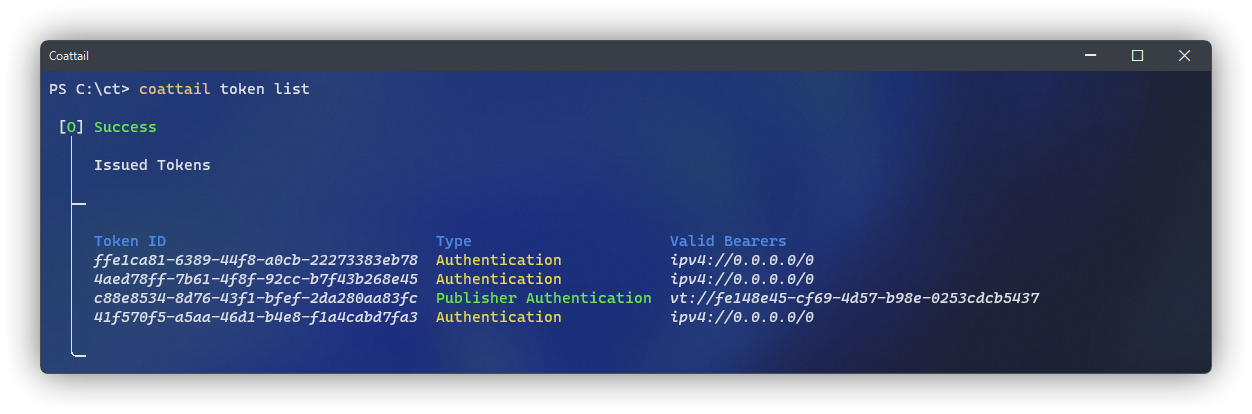 Coattail
PS C:\ct> coattail token list
[O] Success
Issued Tokens
Token ID Type Valid Bearers
ffe1ca81-6389-44f8-a0cb-22273383eb78 Authentication ipv4://0.0.0.0/0
4aed78ff-7b61-4f8f-92cc-b7f43b268e45 Authentication ipv4://0.0.0.0/0
c88e8534-8d76-43f1-bfef-2da280aa83fc Publisher Authentication vt://fe148e45-cf69-4d57-b98e-0253cdcb5437
41f570f5-a5aa-46d1-b4e8-f1a4cabd7fa3 Authentication ipv4://0.0.0.0/0